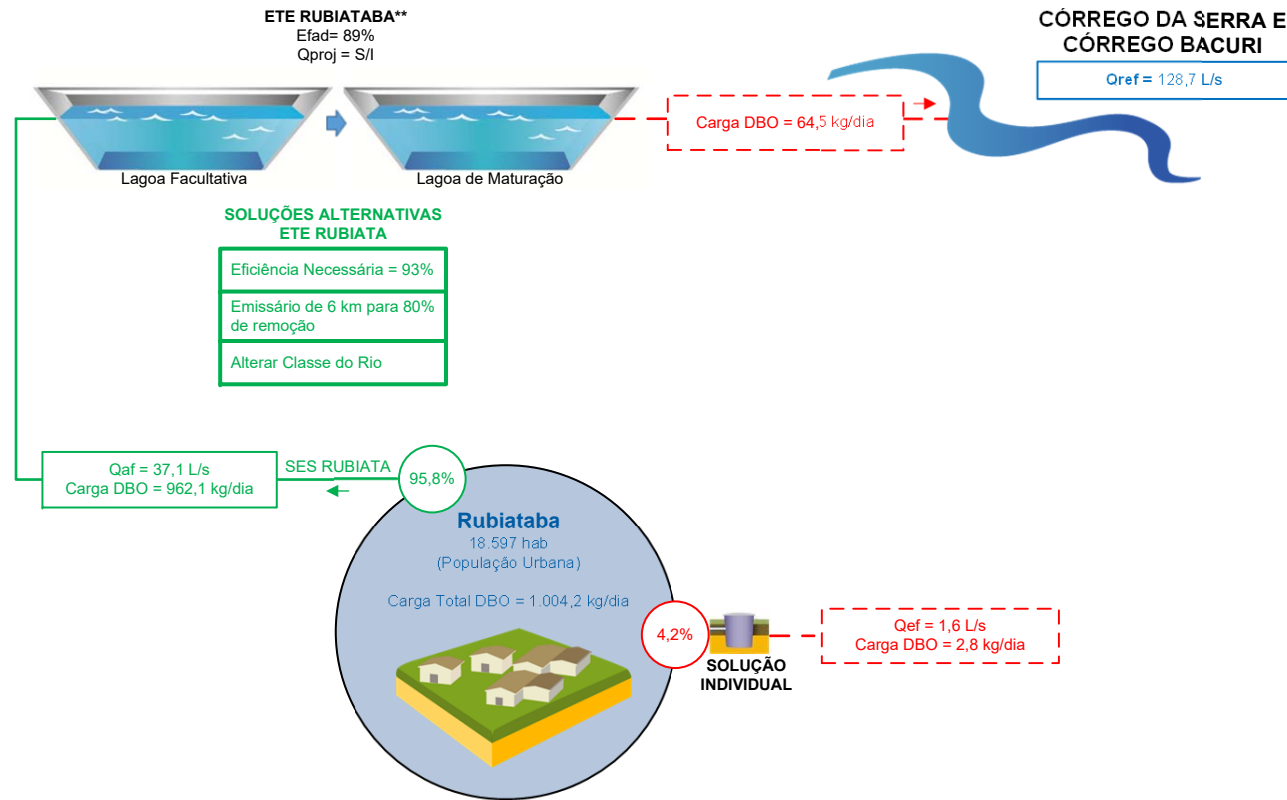 ETE RUBIATABA**
Efad= 89%
Qproj = S/I
CÓRREGO DA SERRA E
CÓRREGO BACURI
Qref = 128,7 L/s
Carga DBO = 64,5 kg/dia
Lagoa Facultativa
Lagoa de Maturação
SOLUÇÕES ALTERNATIVAS
ETE RUBIATA
Eficiência Necessária = 93%
Emissário de 6 km para 80%
de remoção
Alterar Classe do Rio
Qaf = 37,1 L/s
Carga DBO = 962,1 kg/dia
SES RUBIATA
95,8%
Rubiataba
18.597 hab
(População Urbana)
Carga Total DBO = 1.004,2 kg/dia
4,2%
SOLUÇÃO
INDIVIDUAL
Qef = 1,6 L/s
Carga DBO = 2,8 kg/dia